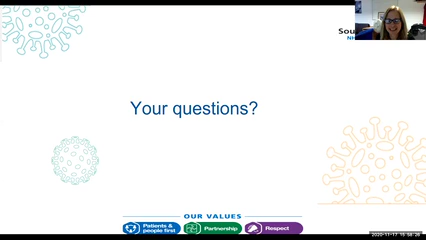 Sou
NH
Your questions?
OUR VALUES
Patients &
people first
Partnership
Respect
2020-11-17 15:58:26